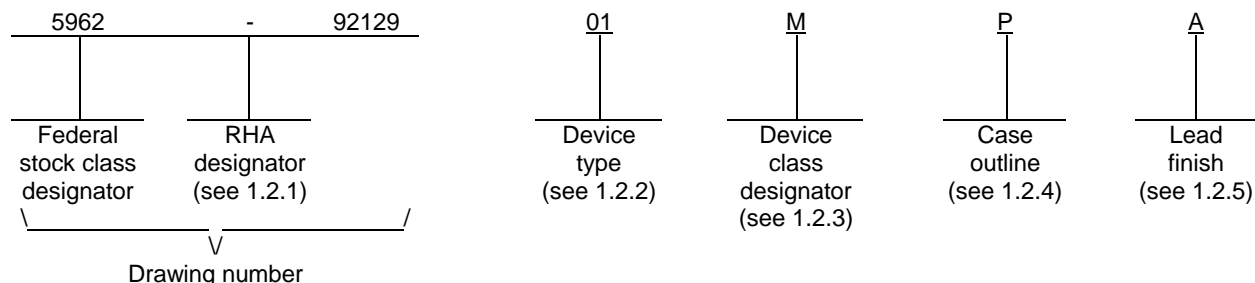 5962 - 92129 01 M P A
Federal stock class designator
RHA designator (see 1.2.1)
Device type (see 1.2.2)
Device class designator (see 1.2.3)
Case outline (see 1.2.4)
Lead finish (see 1.2.5)
\ /
\/
Drawing number